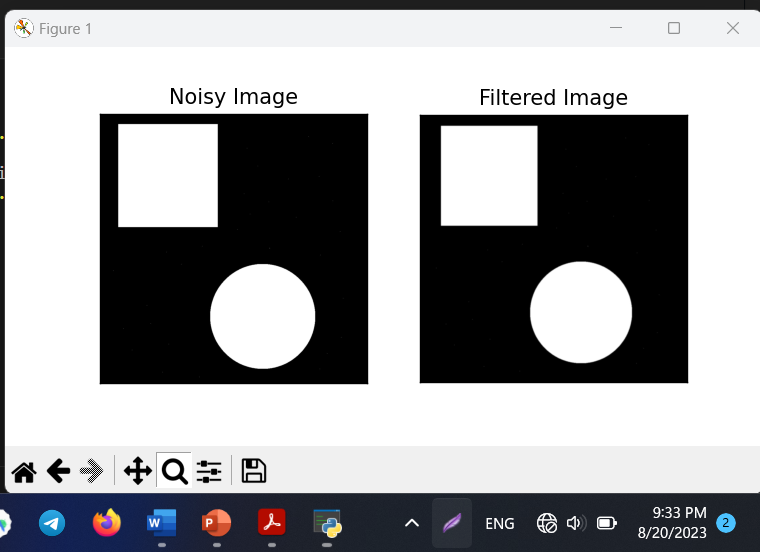 Figure 1
Noisy Image
Filtered Image
i
W
P
ENG
9:33 PM
8/20/2023
2